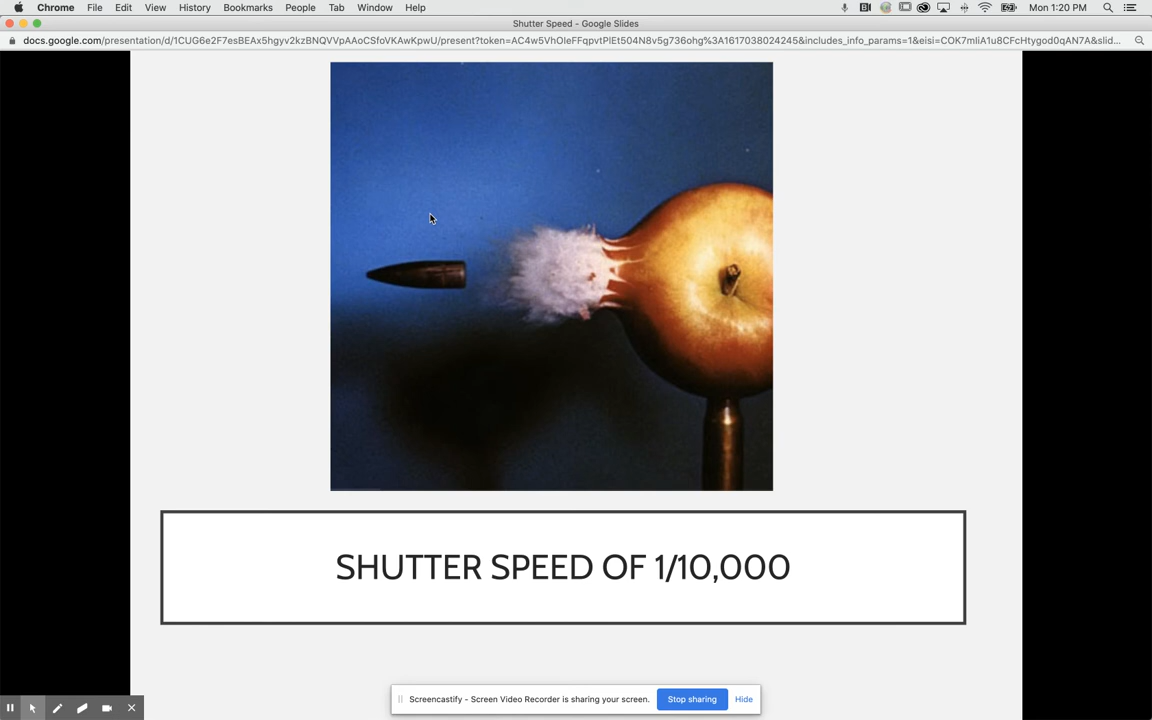 Chrome File Edit View History Bookmarks People Tab Window Help Mon 1:20 PM
Shutter Speed - Google Slides
docs.google.com/presentation/d/1CUG6e2F7esBEAx5hgyv2kzBNQVVpAAoCSfoVKAwKpwU/present?token=AC4w5VhOIeFFqpvtPIEt504N8v5g736ohg%3A1617038024245&includes_info_params=1&eisi=COK7mIiA1u8CFcHtygod0qAN7A&slid...
SHUTTER SPEED OF 1/10,000
Screencastify - Screen Video Recorder is sharing your screen. Stop sharing Hide